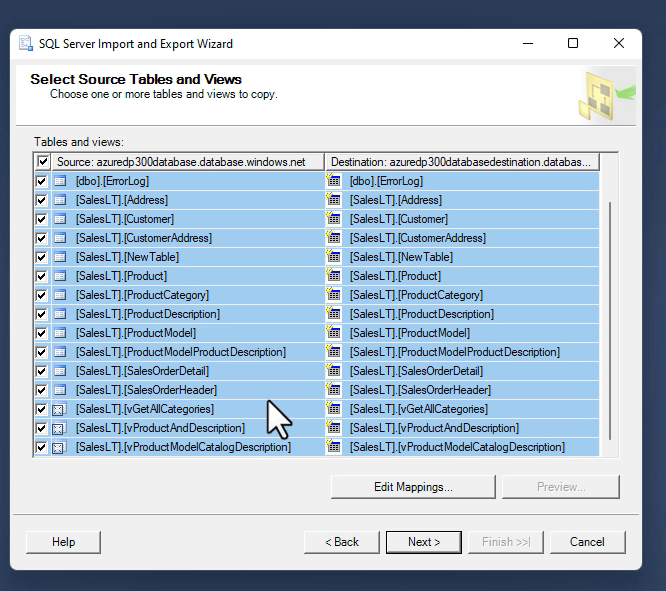 SQL Server Import and Export Wizard
Select Source Tables and Views
Choose one or more tables and views to copy.
Tables and views:
Source: azuredp300database.database.windows.net Destination: azuredp300databasedestination.databas...
[dbo].[ErrorLog] [dbo].[ErrorLog]
[SalesLT].[Address] [SalesLT].[Address]
[SalesLT].[Customer] [SalesLT].[Customer]
[SalesLT].[CustomerAddress] [SalesLT].[CustomerAddress]
[SalesLT].[NewTable] [SalesLT].[NewTable]
[SalesLT].[Product] [SalesLT].[Product]
[SalesLT].[ProductCategory] [SalesLT].[ProductCategory]
[SalesLT].[ProductDescription] [SalesLT].[ProductDescription]
[SalesLT].[ProductModel] [SalesLT].[ProductModel]
[SalesLT].[ProductModelProductDescription] [SalesLT].[ProductModelProductDescription]
[SalesLT].[SalesOrderDetail] [SalesLT].[SalesOrderDetail]
[SalesLT].[SalesOrderHeader] [SalesLT].[SalesOrderHeader]
[SalesLT].[vGetAllCategories] [SalesLT].[vGetAllCategories]
[SalesLT].[vProductAndDescription] [SalesLT].[vProductAndDescription]
[SalesLT].[vProductModelCatalogDescription] [SalesLT].[vProductModelCatalogDescription]
Edit Mappings... Preview...
Help < Back Next > Finish >>| Cancel